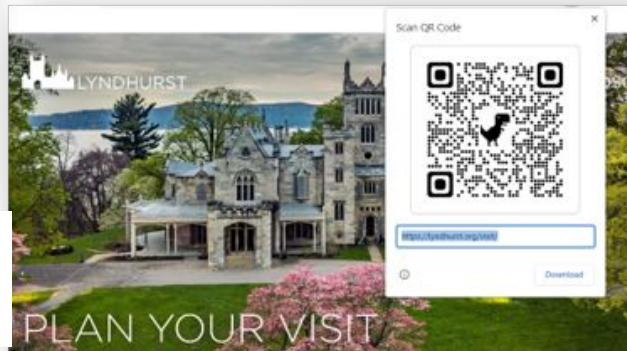 Scan QR Code
LYNDHURST
https://lyndhurst.org/visit/
Download
PLAN YOUR VISIT